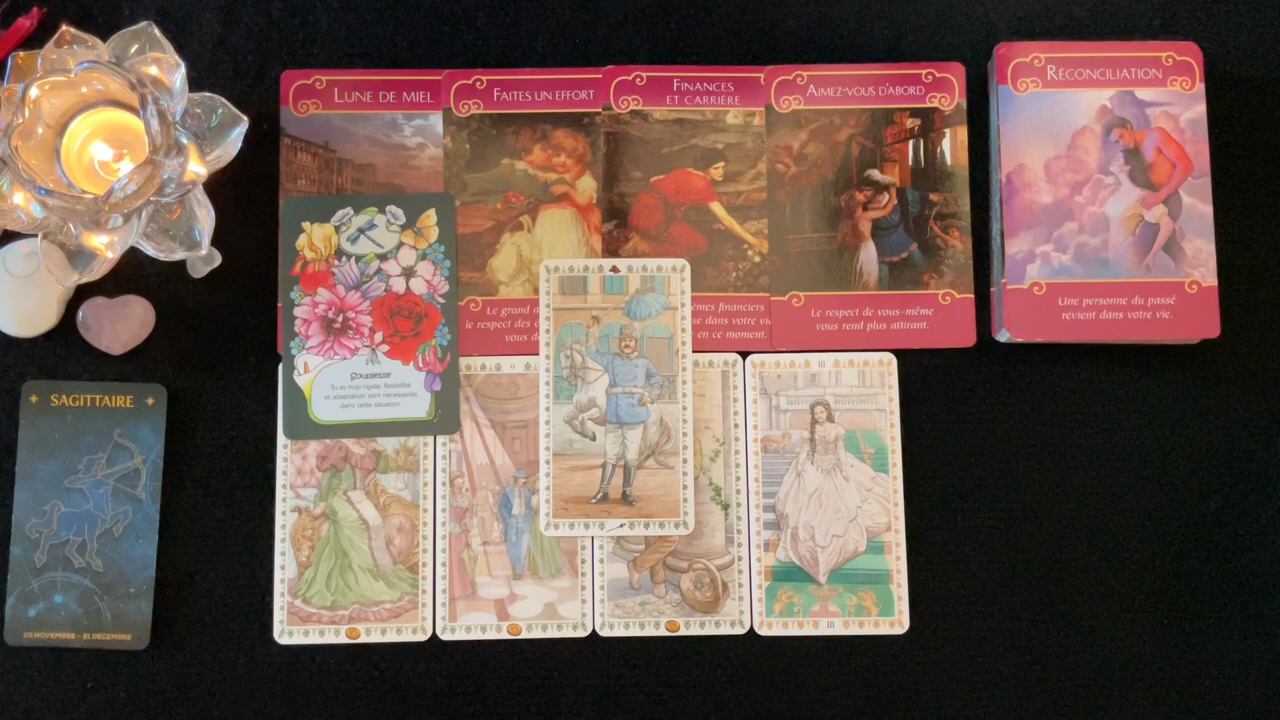 LUNE DE MIEL
FAITES UN EFFORT
Le grand
le respect des
vous
FINANCES
ET CARRIÈRE
financiers
dans votre
en ce moment.
AIMEZ-VOUS D'ABORD
Le respect de vous-même
vous rend plus attirant.
RÉCONCILIATION
Une personne du passé
revient dans votre vie.
Souplesse
Tu es trop rigide, flexibilité
et adaptation sont nécessaires
dans cette situation.
SAGITTAIRE
23 NOVEMBRE - 21 DÉCEMBRE
9
III
III